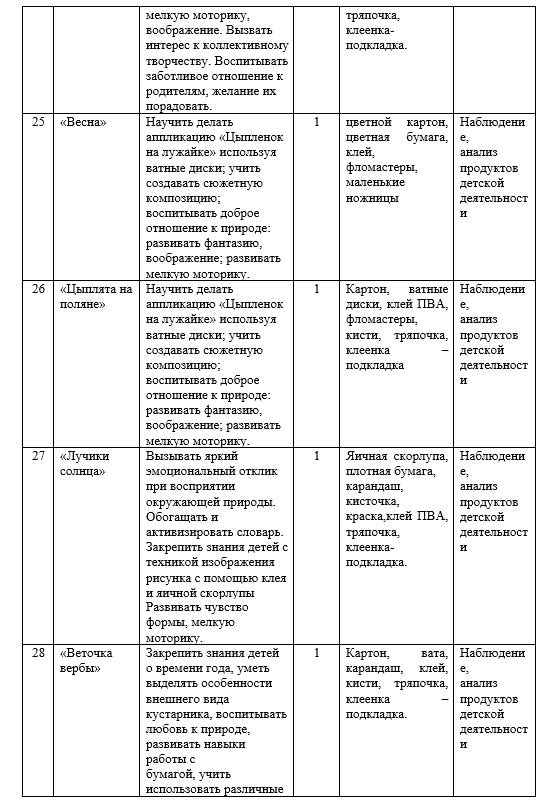 мелкую моторику,
воображение. Вызвать
интерес к коллективному
творчеству. Воспитывать
заботливое отношение к
родителям, желание их
порадовать.
тряпочка,
клеенка-
подкладка.
25
«Весна»
Научить делать
аппликацию «Цыпленок
на лужайке» используя
ватные диски; учить
создавать сюжетную
композицию;
воспитывать доброе
отношение к природе:
развивать фантазию,
воображение; развивать
мелкую моторику.
1
цветной картон,
цветная бумага,
клей,
фломастеры,
маленькие
ножницы
Наблюдени
е,
анализ
продуктов
детской
деятельност
и
26
«Цыплята на
поляне»
Научить делать
аппликацию «Цыпленок
на лужайке» используя
ватные диски; учить
создавать сюжетную
композицию;
воспитывать доброе
отношение к природе:
развивать фантазию,
воображение; развивать
мелкую моторику.
1
Картон, ватные
диски, клей ПВА,
фломастеры,
кисти, тряпочка,
клеенка –
подкладка
Наблюдени
е,
анализ
продуктов
детской
деятельност
и
27
«Лучики
солнца»
Вызывать яркий
эмоциональный отклик
при восприятии
окружающей природы.
Обогащать и
активизировать словарь.
Закрепить знания детей с
техникой изображения
рисунка с помощью клея
и яичной скорлупы
Развивать чувство
формы, мелкую
моторику.
1
Яичная скорлупа,
плотная бумага,
карандаш,
кисточка,
краска,клей ПВА,
тряпочка,
клеенка-
подкладка.
Наблюдени
е,
анализ
продуктов
детской
деятельност
и
28
«Веточка
вербы»
Закрепить знания детей
о времени года, уметь
выделять особенности
внешнего вида
кустарника, воспитывать
любовь к природе,
развивать навыки
работы с
бумагой, учить
использовать различные
1
Картон, вата,
карандаш, клей,
кисти, тряпочка,
клеенка –
подкладка.
Наблюдени
е,
анализ
продуктов
детской
деятельност
и